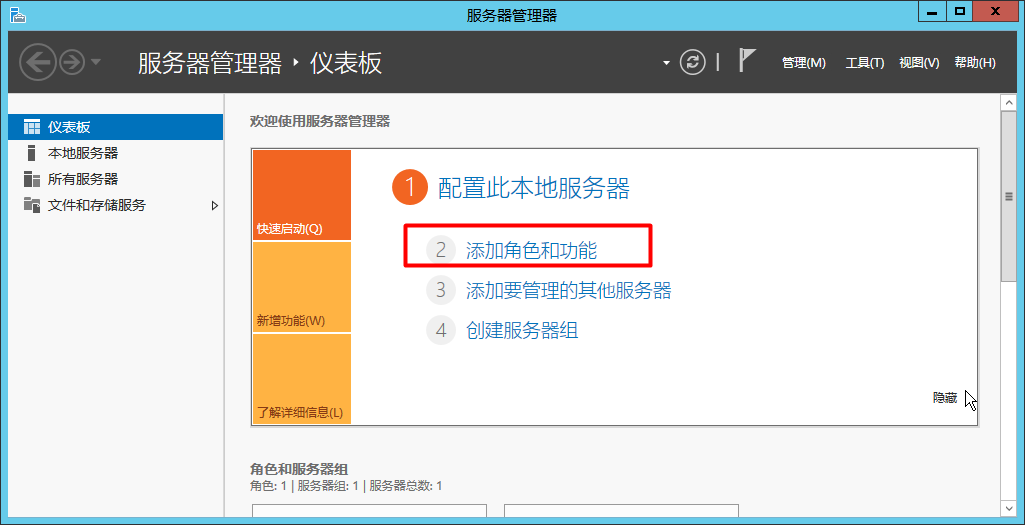 服务器管理器
服务器管理器 ‣ 仪表板
管理(M) 工具(T) 视图(V) 帮助(H)
仪表板
本地服务器
所有服务器
文件和存储服务
欢迎使用服务器管理器
快速启动(Q)
新增功能(W)
了解详细信息(L)
1 配置此本地服务器
2 添加角色和功能
3 添加要管理的其他服务器
4 创建服务器组
隐藏
角色和服务器组
角色: 1 | 服务器组: 1 | 服务器总数: 1